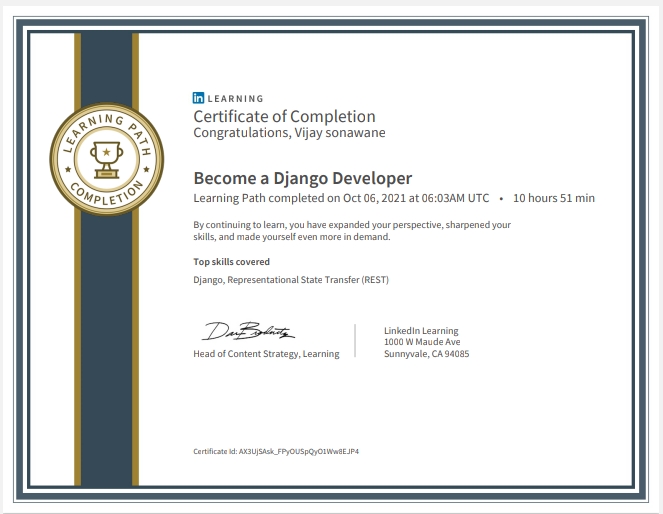 in LEARNING
Certificate of Completion
Congratulations, Vijay sonawane
LEARNING PATH
COMPLETION
Become a Django Developer
Learning Path completed on Oct 06, 2021 at 06:03AM UTC • 10 hours 51 min
By continuing to learn, you have expanded your perspective, sharpened your
skills, and made yourself even more in demand.
Top skills covered
Django, Representational State Transfer (REST)
Head of Content Strategy, Learning
LinkedIn Learning
1000 W Maude Ave
Sunnyvale, CA 94085
Certificate Id: AX3UjSAsk_FPyOUSpQyO1Ww8EJP4